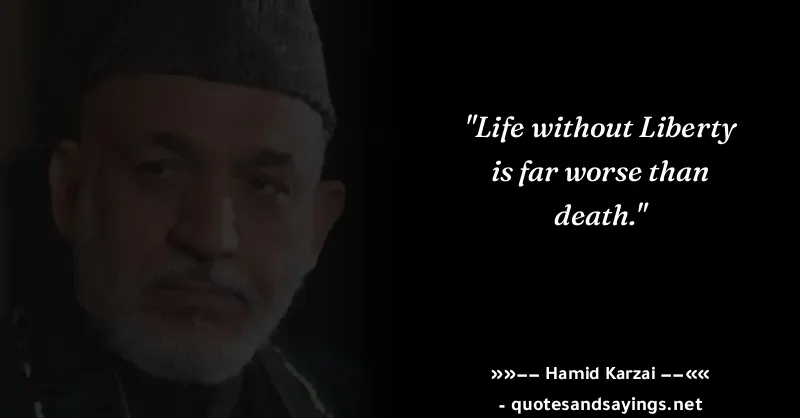 "Life without Liberty
is far worse than
death."
»»−− Hamid Karzai −−««
- quotesandsayings.net